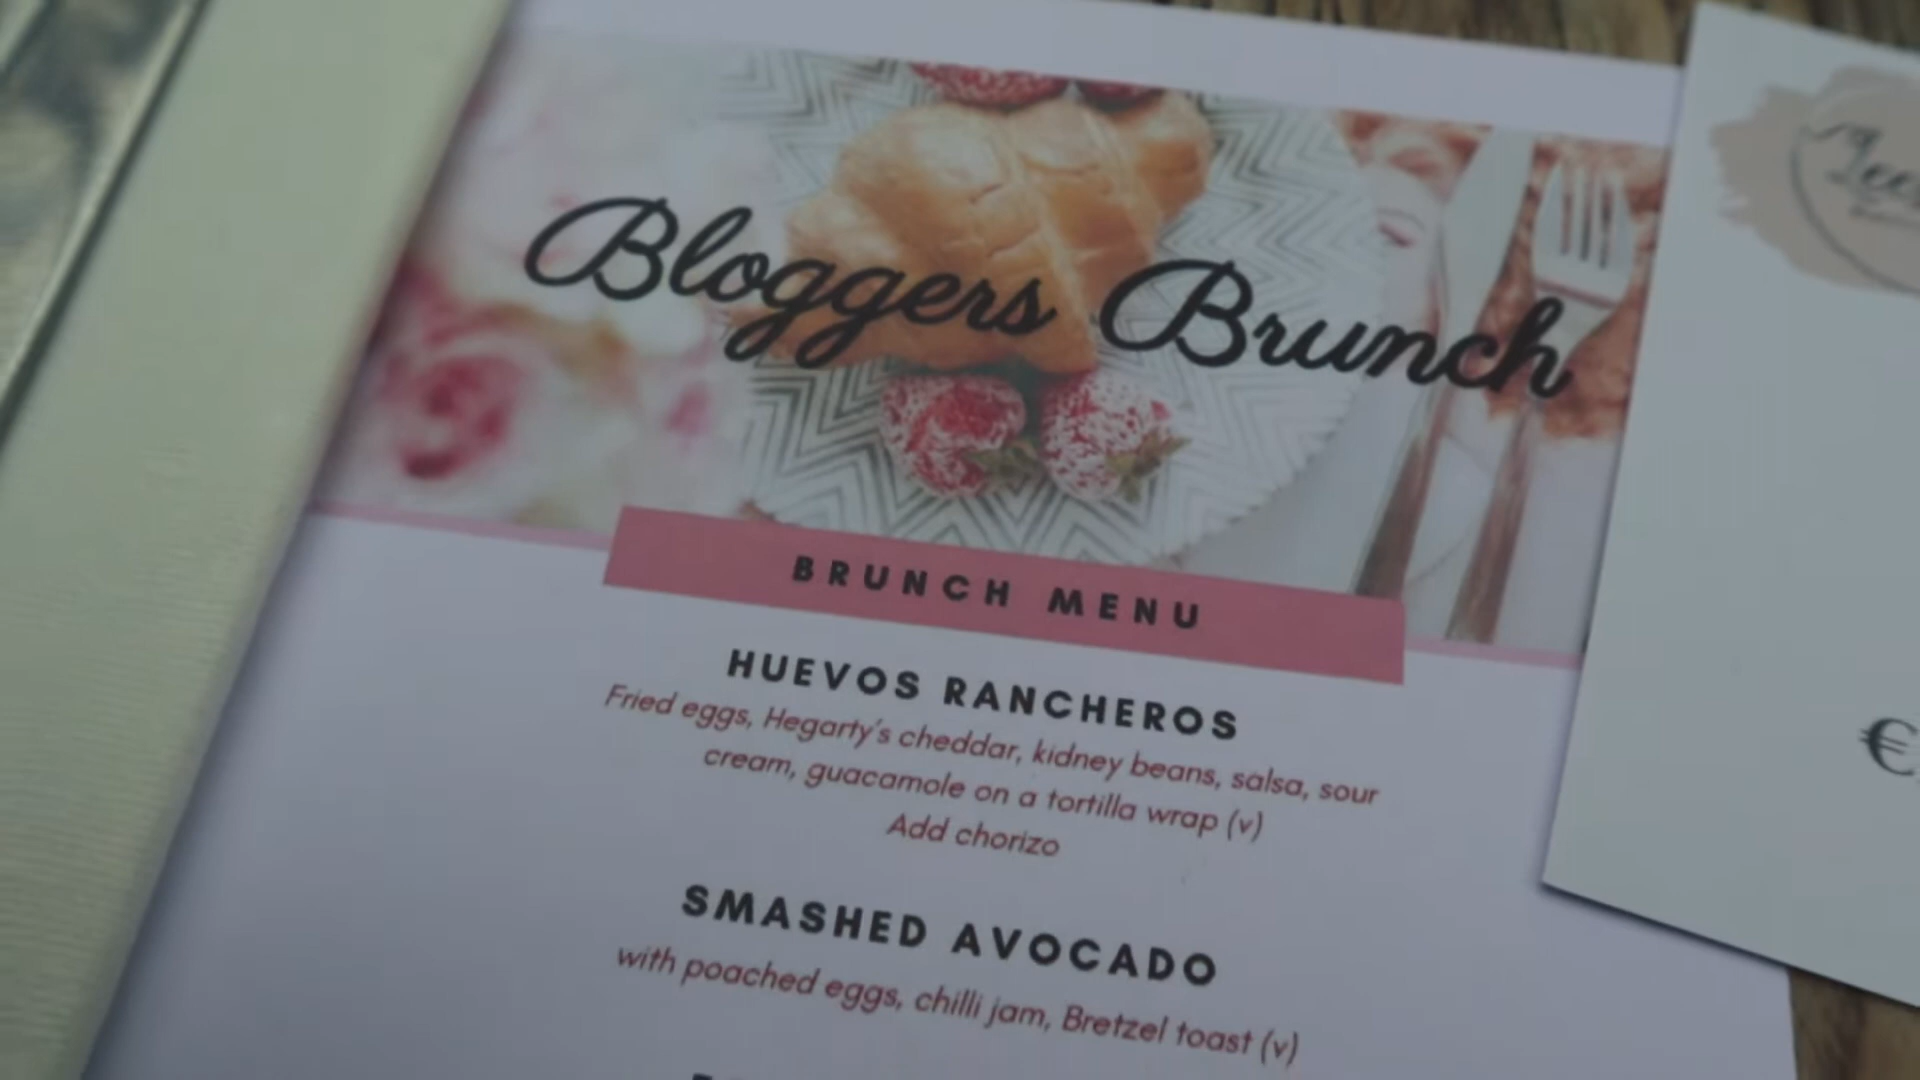 Bloggers Brunch
BRUNCH MENU
HUEVOS RANCHEROS
Fried eggs, Hegarty's cheddar, kidney beans, salsa, sour
cream, guacamole on a tortilla wrap (v)
Add chorizo
SMASHED AVOCADO
with poached eggs, chilli jam, Bretzel toast (v)
€